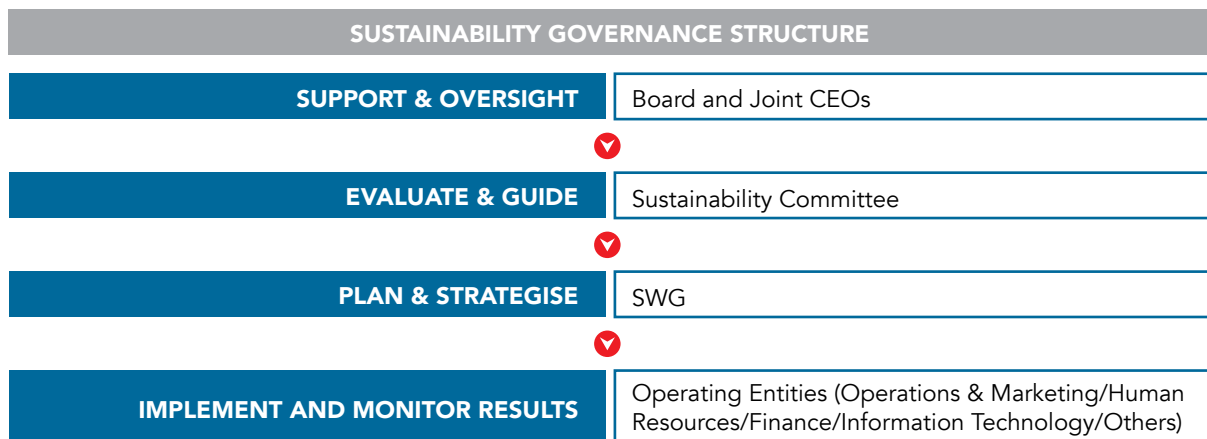 SUSTAINABILITY GOVERNANCE STRUCTURE
SUPPORT & OVERSIGHT
Board and Joint CEOs
EVALUATE & GUIDE
Sustainability Committee
PLAN & STRATEGISE
SWG
IMPLEMENT AND MONITOR RESULTS
Operating Entities (Operations & Marketing/Human
Resources/Finance/Information Technology/Others)